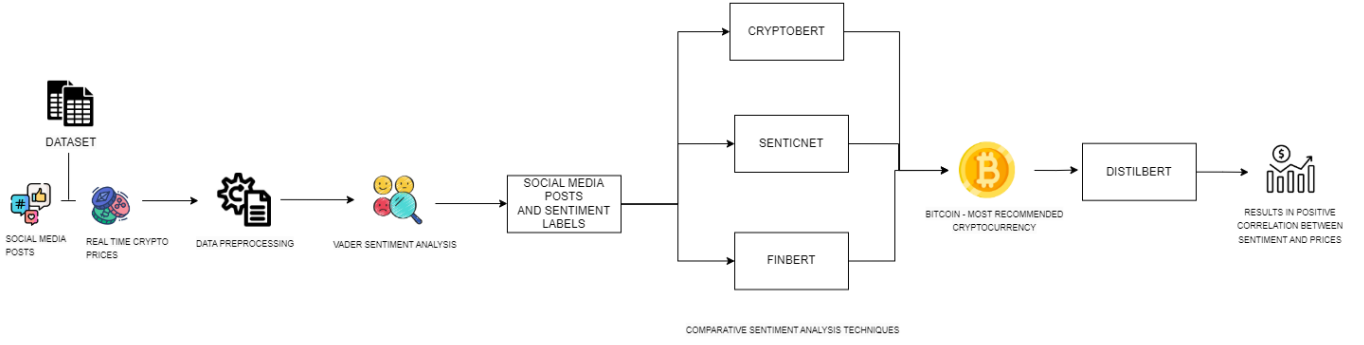 DATASET
SOCIAL MEDIA
POSTS
REAL TIME CRYPTO
PRICES
DATA PREPROCESSING
VADER SENTIMENT ANALYSIS
SOCIAL MEDIA
POSTS
AND SENTIMENT
LABELS
CRYPTOBERT
SENTICNET
FINBERT
COMPARATIVE SENTIMENT ANALYSIS TECHNIQUES
BITCOIN - MOST RECOMMENDED
CRYPTOCURRENCY
DISTILBERT
RESULTS IN POSITIVE
CORRELATION BETWEEN
SENTIMENT AND PRICES